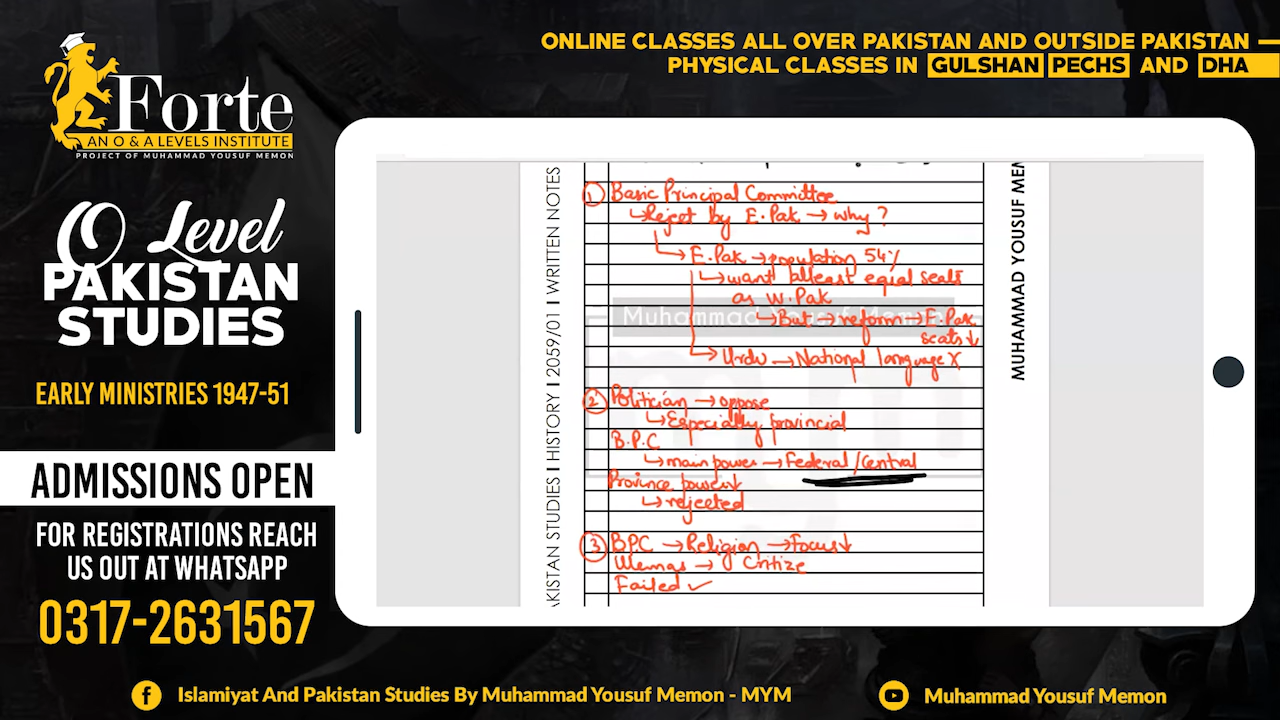 Forte
AN O & A LEVELS INSTITUTE
PROJECT OF MUHAMMAD YOUSUF MEMON
O Level
PAKISTAN
STUDIES
EARLY MINISTRIES 1947-51
ADMISSIONS OPEN
FOR REGISTRATIONS REACH
US OUT AT WHATSAPP
0317-2631567
ONLINE CLASSES ALL OVER PAKISTAN AND OUTSIDE PAKISTAN
PHYSICAL CLASSES IN GULSHAN PECHS AND DHA
KISTAN STUDIES I HISTORY I 2059/01 I WRITTEN NOTES
① Basic Principal Committee
↳Reject by E.Pak → why?
↳ E.Pak → population 54%
↳ want atleast equal seats
as W.Pak
↳ But → reform → E.Pak
seats↓
Muhammad Yousuf Memon
↳ Urdu → National language X
② Politician → oppose
↳ Especially provincial
B.P.C
↳ main power → Federal/Central
Province power↓
↳ rejected
③ BPC → Religion → Focus↓
Ulemas → Critize
Failed ✓
MUHAMMAD YOUSUF MEM
Islamiyat And Pakistan Studies By Muhammad Yousuf Memon - MYM
Muhammad Yousuf Memon